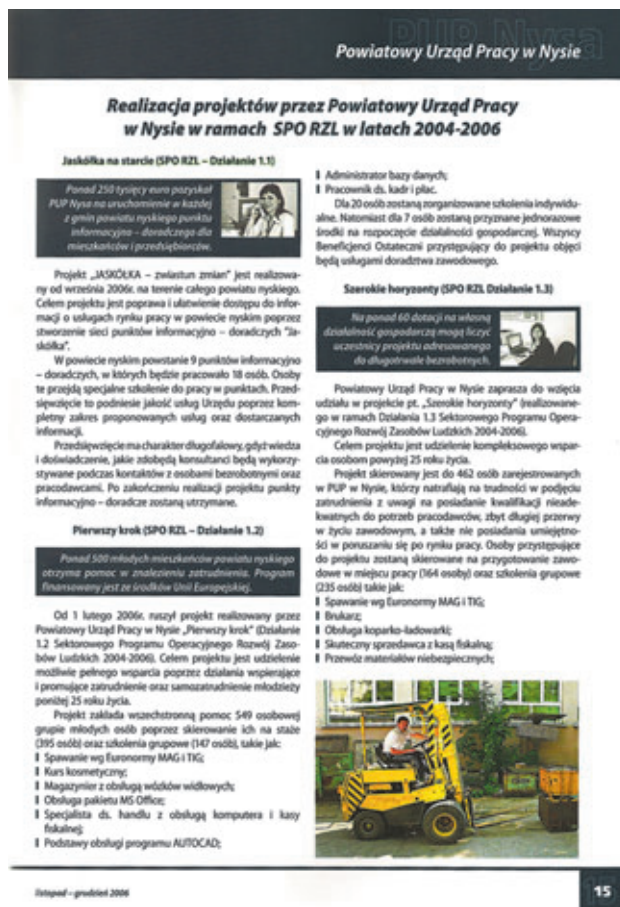 PUP Nysa
Powiatowy Urząd Pracy w Nysie
Realizacja projektów przez Powiatowy Urząd Pracy
w Nysie w ramach SPO RZL w latach 2004-2006
Jaskółka na starcie (SPO RZL – Działanie 1.1)
Ponad 250 tysięcy euro pozyskał
PUP Nysa na uruchomienie w każdej
z gmin powiatu nyskiego punktu
informacyjno – doradczego dla
mieszkańców i przedsiębiorców.
Projekt „JASKÓŁKA – zwiastun zmian" jest realizowa-
ny od września 2006r. na terenie całego powiatu nyskiego.
Celem projektu jest poprawa i ułatwienie dostępu do infor-
macji o usługach rynku pracy w powiecie nyskim poprzez
stworzenie sieci punktów informacyjno – doradczych "Ja-
skółka".
W powiecie nyskim powstanie 9 punktów informacyjno
– doradczych, w których będzie pracowało 18 osób. Osoby
te przejdą specjalne szkolenie do pracy w punktach. Przed-
sięwzięcie to podniesie jakość usług Urzędu poprzez kom-
pletny zakres proponowanych usług oraz dostarczanych
informacji.
Przedsięwzięcie ma charakter długofalowy, gdyż wiedza
i doświadczenie, jakie zdobędą konsultanci będą wykorzy-
stywane podczas kontaktów z osobami bezrobotnymi oraz
pracodawcami. Po zakończeniu realizacji projektu punkty
informacyjno – doradcze zostaną utrzymane.
Pierwszy krok (SPO RZL – Działanie 1.2)
Ponad 500 młodych mieszkańców powiatu nyskiego
otrzyma pomoc w znalezieniu zatrudnienia. Program
finansowany jest ze środków Unii Europejskiej.
Od 1 lutego 2006r. ruszył projekt realizowany przez
Powiatowy Urząd Pracy w Nysie „Pierwszy krok" (Działanie
1.2 Sektorowego Programu Operacyjnego Rozwój Zaso-
bów Ludzkich 2004-2006). Celem projektu jest udzielenie
możliwie pełnego wsparcia poprzez działania wspierające
i promujące zatrudnienie oraz samozatrudnienie młodzieży
poniżej 25 roku życia.
Projekt zakłada wszechstronną pomoc 549 osobowej
grupie młodych osób poprzez skierowanie ich na staże
(395 osób) oraz szkolenia grupowe (147 osób), takie jak:
Spawanie wg Euronormy MAG i TIG;
Kurs kosmetyczny;
Magazynier z obsługą wózków widłowych;
Obsługa pakietu MS Office;
Specjalista ds. handlu z obsługą komputera i kasy
fiskalnej;
Podstawy obsługi programu AUTOCAD;
Administrator bazy danych;
Pracownik ds. kadr i płac.
Dla 20 osób zostaną zorganizowane szkolenia indywidu-
alne. Natomiast dla 7 osób zostaną przyznane jednorazowe
środki na rozpoczęcie działalności gospodarczej. Wszyscy
Beneficjenci Ostateczni przystępujący do projektu objęci
będą usługami doradztwa zawodowego.
Szerokie horyzonty (SPO RZL Działanie 1.3)
Na ponad 60 dotacji na własną
działalność gospodarczą mogą liczyć
uczestnicy projektu adresowanego
do długotrwale bezrobotnych.
Powiatowy Urząd Pracy w Nysie zaprasza do wzięcia
udziału w projekcie pt. „Szerokie horyzonty" (realizowane-
go w ramach Działania 1.3 Sektorowego Programu Opera-
cyjnego Rozwój Zasobów Ludzkich 2004-2006).
Celem projektu jest udzielenie kompleksowego wspar-
cia osobom powyżej 25 roku życia.
Projekt skierowany jest do 462 osób zarejestrowanych
w PUP w Nysie, którzy natrafiają na trudności w podjęciu
zatrudnienia z uwagi na posiadanie kwalifikacji nieade-
kwatnych do potrzeb pracodawców, zbyt długiej przerwy
w życiu zawodowym, a także nie posiadania umiejętno-
ści w poruszaniu się po rynku pracy. Osoby przystępujące
do projektu zostaną skierowane na przygotowanie zawo-
dowe w miejscu pracy (164 osoby) oraz szkolenia grupowe
(235 osób) takie jak:
Spawanie wg Euronormy MAG i TIG;
Brukarz;
Obsługa koparko-ładowarki;
Skuteczny sprzedawca z kasą fiskalną;
Przewóz materiałów niebezpiecznych;
listopad – grudzień 2006
15